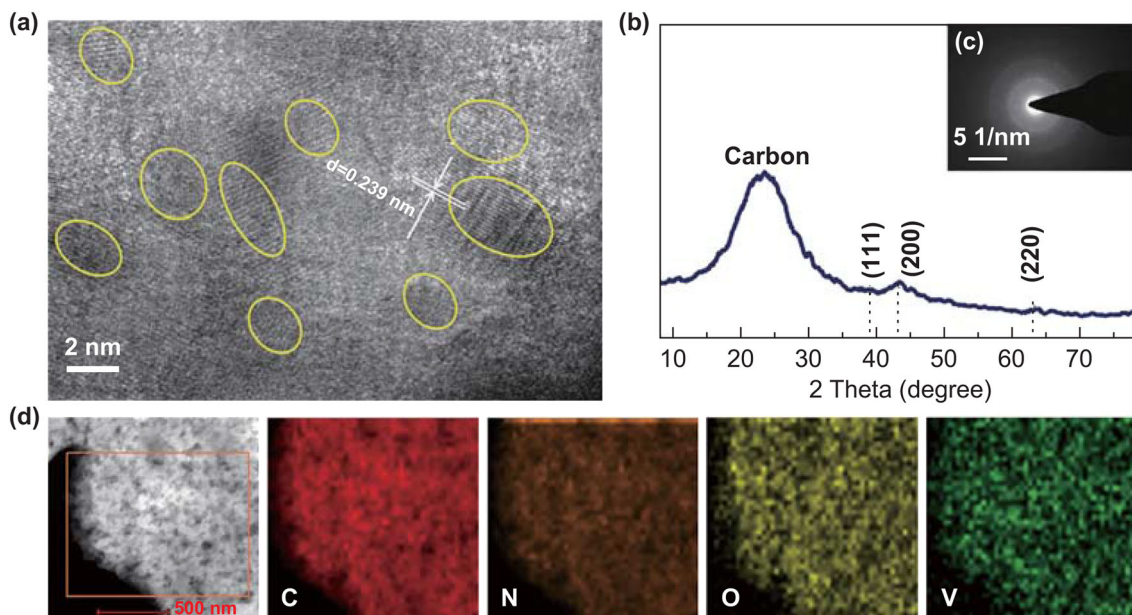 (a)
d=0.239 nm
2 nm
(b)
(c)
5 1/nm
Carbon
(111)
(200)
(220)
10 20 30 40 50 60 70
2 Theta (degree)
(d)
500 nm
C
N
O
V